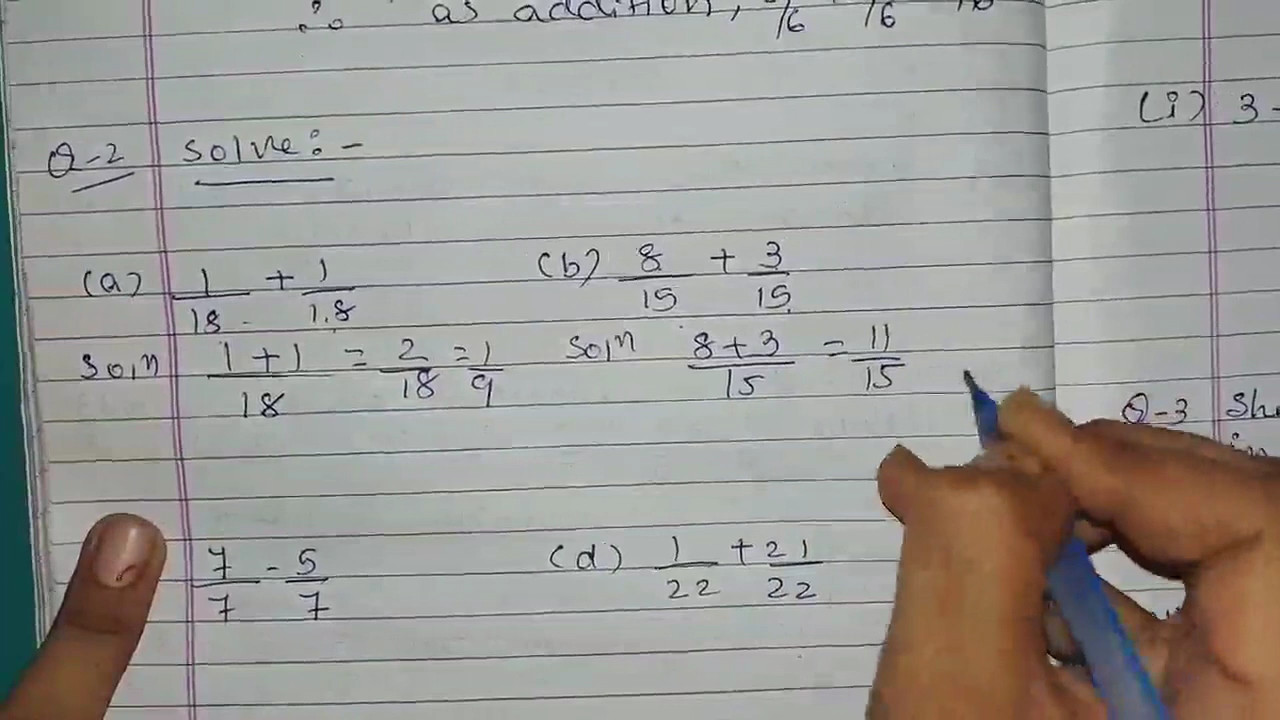 ∴ as addition,
Q-2 Solve:-
(a) 1/18 + 1/18 (b) 8/15 + 3/15
Soln 1+1/18 = 2/18 = 1/9 Soln 8+3/15 = 11/15
7/7 - 5/7 (d) 1/22 + 21/22
(i) 3-
Q-3